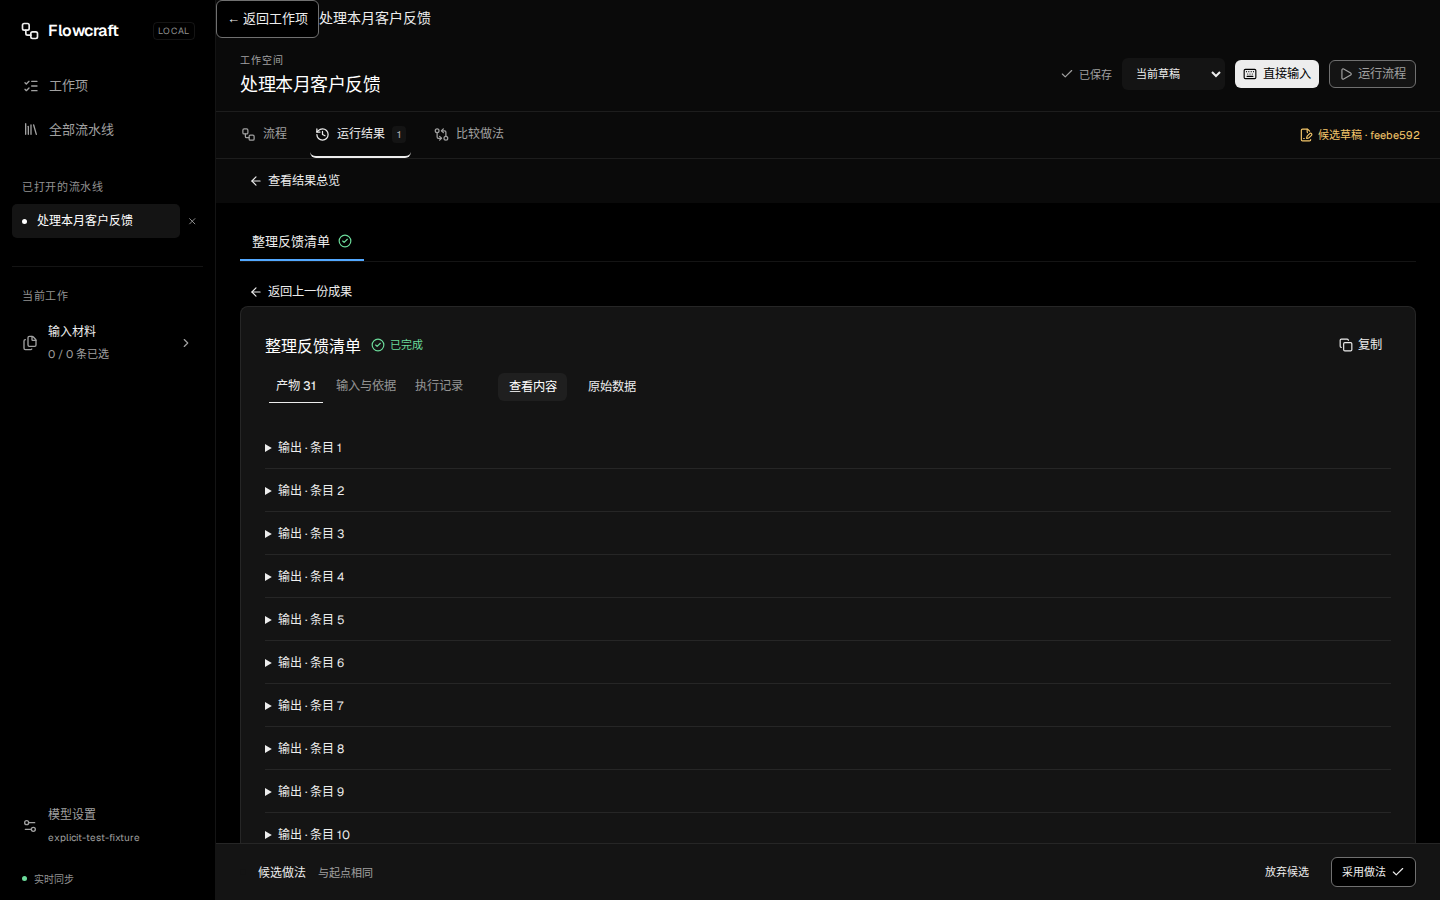 Flowcraft LOCAL
工作项
全部流水线
已打开的流水线
处理本月客户反馈 ×
当前工作
输入材料
0 / 0 条已选
模型设置
explicit-test-fixture
实时同步
← 返回工作项 处理本月客户反馈
工作空间
处理本月客户反馈
已保存 当前草稿 直接输入 运行流程
流程 运行结果 1 比较做法 候选草稿 · feebe592
← 查看结果总览
整理反馈清单
← 返回上一份成果
整理反馈清单 已完成 复制
产物 31 输入与依据 执行记录 查看内容 原始数据
▶ 输出 · 条目 1
▶ 输出 · 条目 2
▶ 输出 · 条目 3
▶ 输出 · 条目 4
▶ 输出 · 条目 5
▶ 输出 · 条目 6
▶ 输出 · 条目 7
▶ 输出 · 条目 8
▶ 输出 · 条目 9
▶ 输出 · 条目 10
候选做法 与起点相同 放弃候选 采用做法